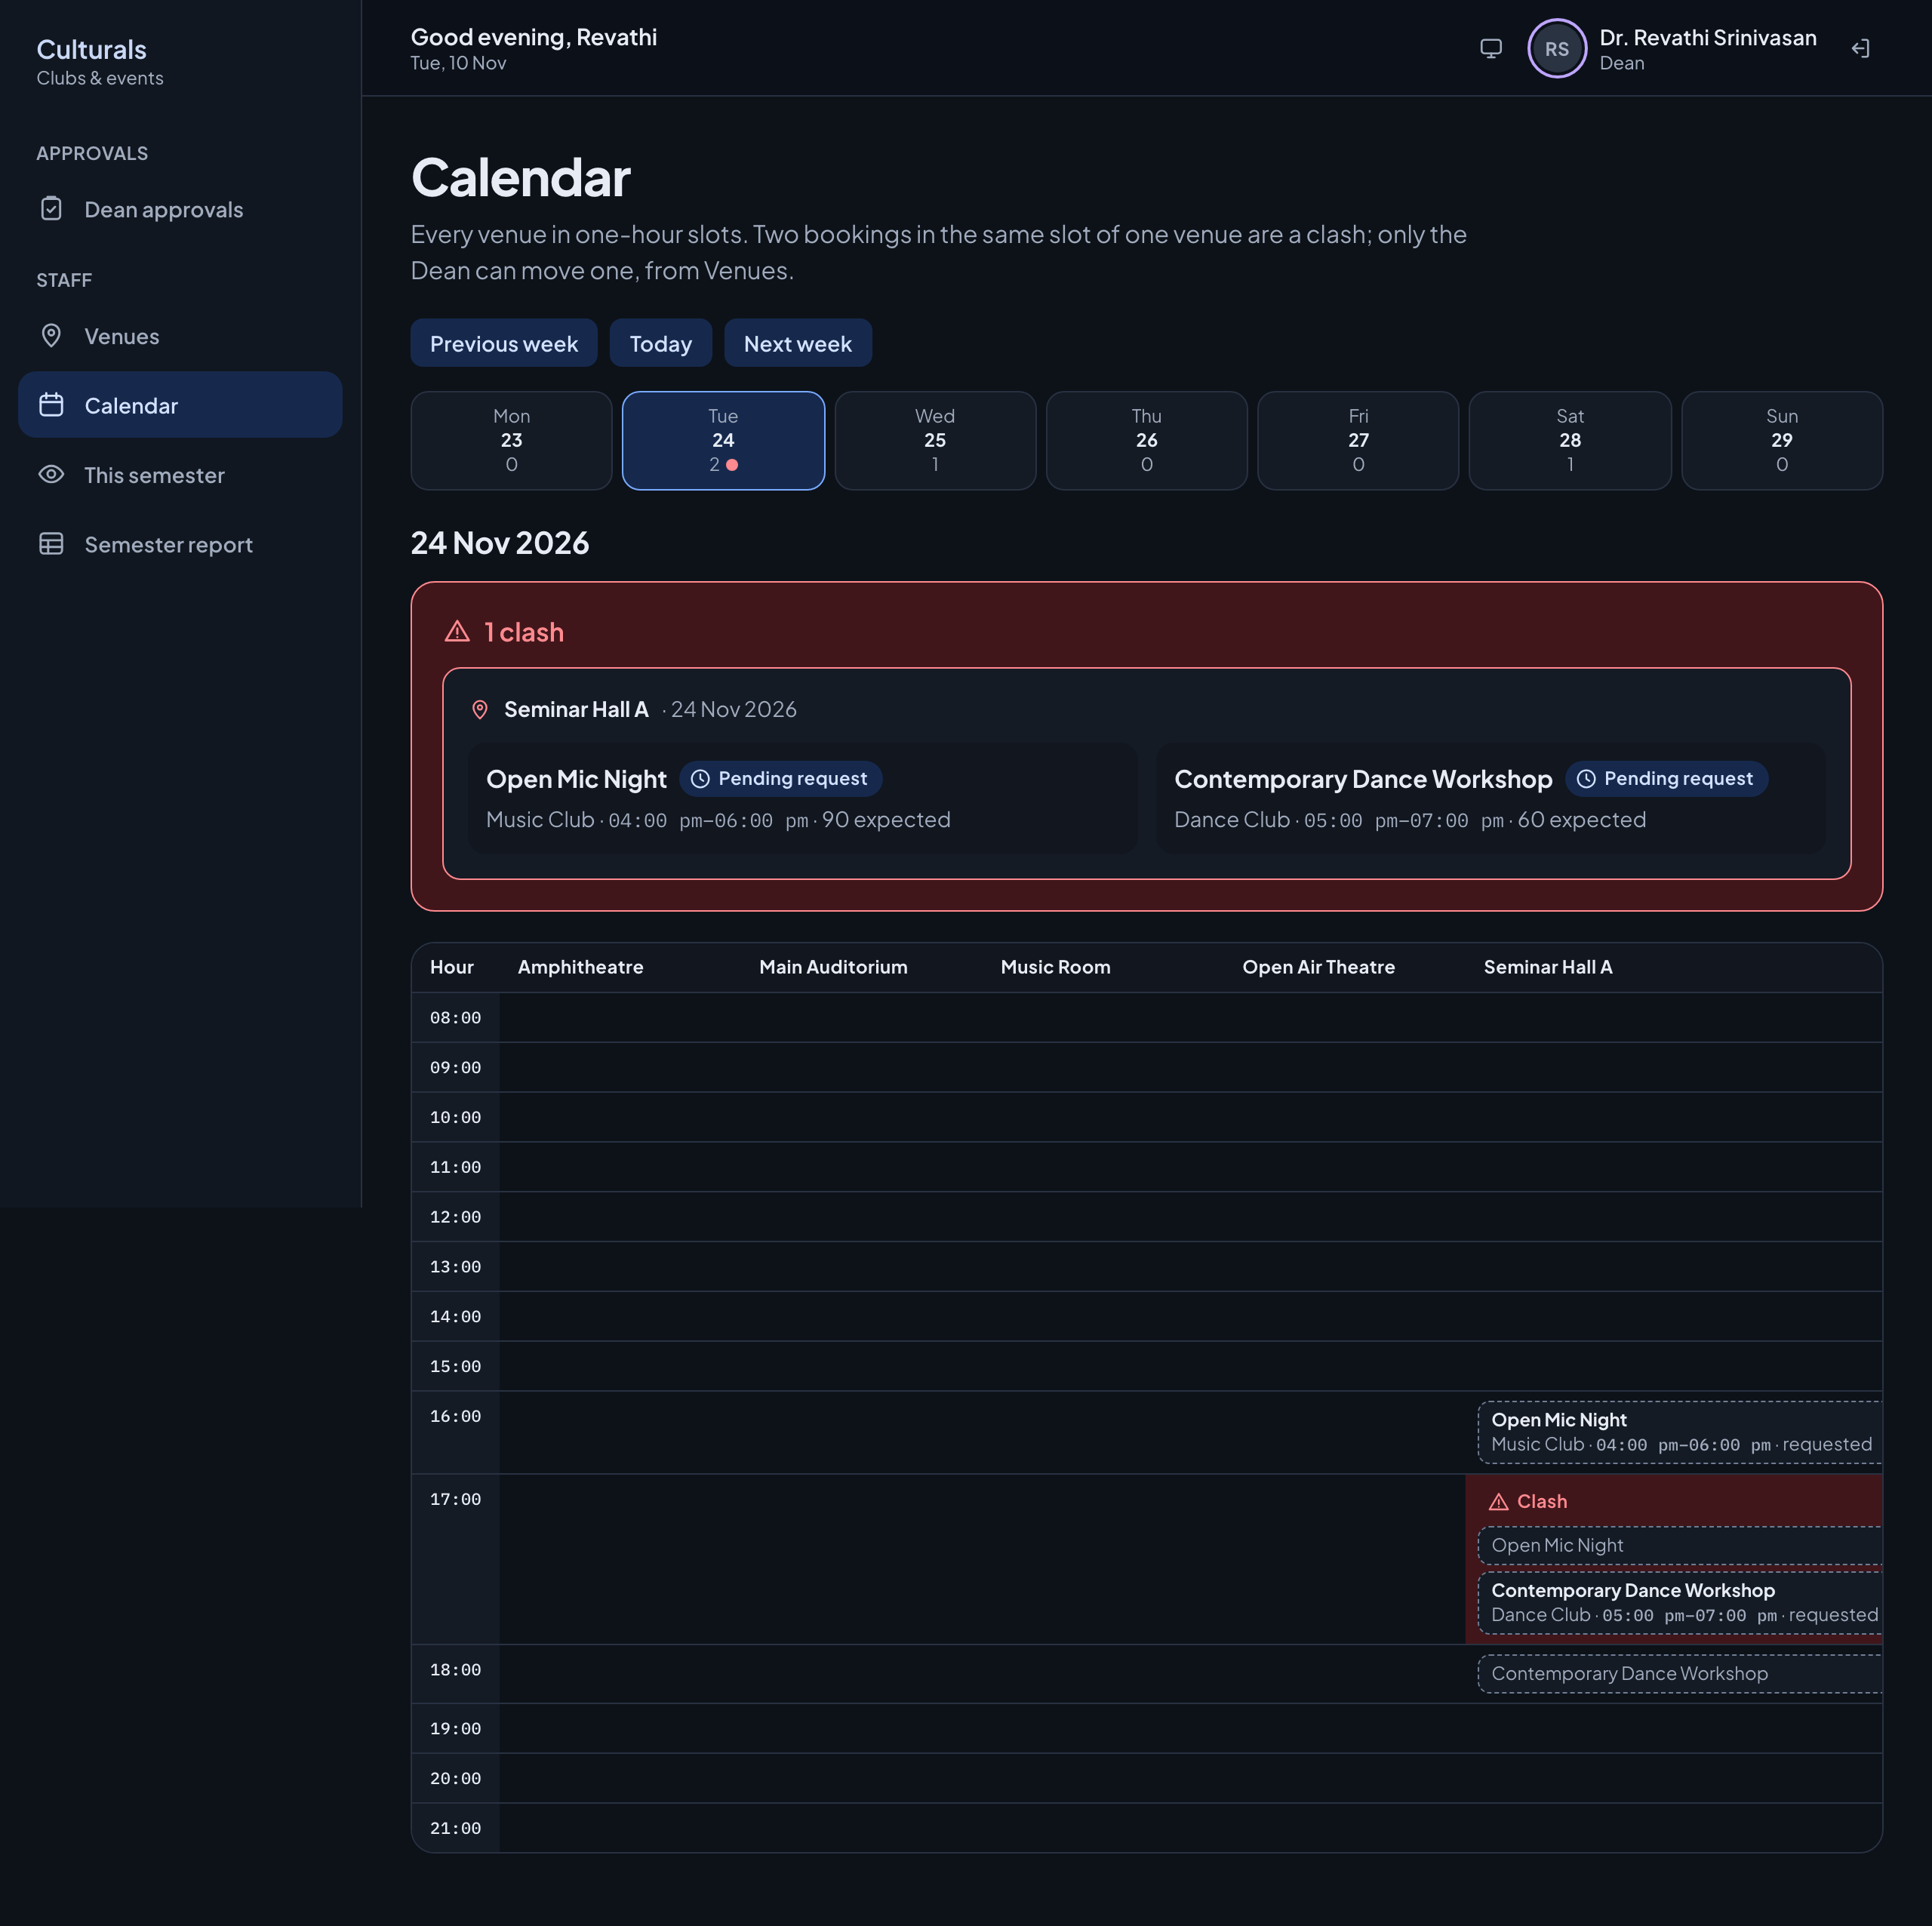 Culturals
Clubs & events
APPROVALS
Dean approvals
STAFF
Venues
Calendar
This semester
Semester report
Good evening, Revathi
Tue, 10 Nov
RS
Dr. Revathi Srinivasan
Dean
Calendar
Every venue in one-hour slots. Two bookings in the same slot of one venue are a clash; only the
Dean can move one, from Venues.
Previous week
Today
Next week
Mon
23
0
Tue
24
2
Wed
25
1
Thu
26
0
Fri
27
0
Sat
28
1
Sun
29
0
24 Nov 2026
1 clash
Seminar Hall A · 24 Nov 2026
Open Mic Night Pending request
Music Club · 04:00 pm–06:00 pm · 90 expected
Contemporary Dance Workshop Pending request
Dance Club · 05:00 pm–07:00 pm · 60 expected
Hour Amphitheatre Main Auditorium Music Room Open Air Theatre Seminar Hall A
08:00
09:00
10:00
11:00
12:00
13:00
14:00
15:00
16:00
Open Mic Night
Music Club · 04:00 pm–06:00 pm · requested
17:00
Clash
Open Mic Night
Contemporary Dance Workshop
Dance Club · 05:00 pm–07:00 pm · requested
18:00
Contemporary Dance Workshop
19:00
20:00
21:00